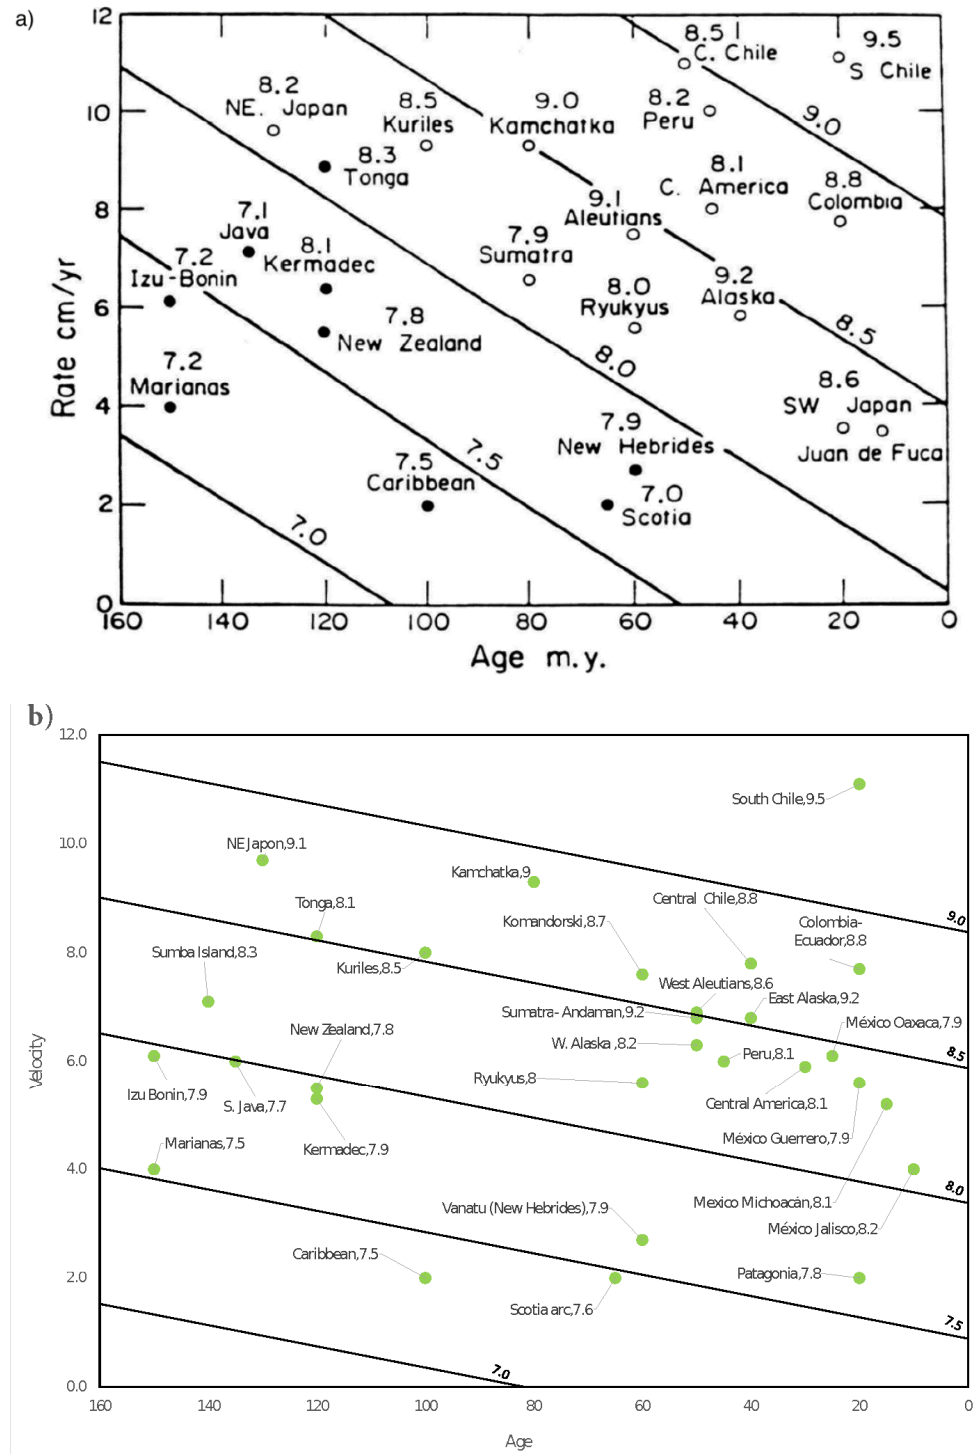 a)
12
10
8
6
4
2
0
Rate cm/yr
160
140
120
100
80
60
40
20
0
Age m.y.
8.5
C. Chile
9.5
S Chile
8.2
NE. Japan
8.5
Kuriles
9.0
Kamchatka
8.2
Peru
9.0
8.3
Tonga
8.1
C. America
8.8
Colombia
7.1
Java
9.1
Aleutians
7.2
Izu-Bonin
8.1
Kermadec
7.9
Sumatra
8.0
Ryukyus
9.2
Alaska
7.8
New Zealand
8.5
8.0
7.2
Marianas
8.6
SW Japan
Juan de Fuca
7.9
New Hebrides
7.5
7.5
Caribbean
7.0
Scotia
7.0
b)
12.0
10.0
8.0
6.0
4.0
2.0
0.0
Velocity
160
140
120
100
80
60
40
20
0
Age
South Chile,9.5
NE Japon,9.1
Kamchatka,9
Central Chile,8.8
Tonga,8.1
Komandorski,8.7
Colombia-
Ecuador,8.8
9.0
Sumba Island,8.3
Kuriles,8.5
West Aleutians,8.6
East Alaska,9.2
Sumatra- Andaman,9.2
México Oaxaca,7.9
New Zealand,7.8
W. Alaska ,8.2
Peru,8.1
8.5
Ryukyus,8
Izu Bonin,7.9
S. Java,7.7
Central America,8.1
Kermadec,7.9
México Guerrero,7.9
Marianas,7.5
8.0
Mexico Michoacán,8.1
Vanatu (New Hebrides),7.9
México Jalisco,8.2
Caribbean,7.5
Patagonia,7.8
Scotia arc,7.6
7.5
7.0